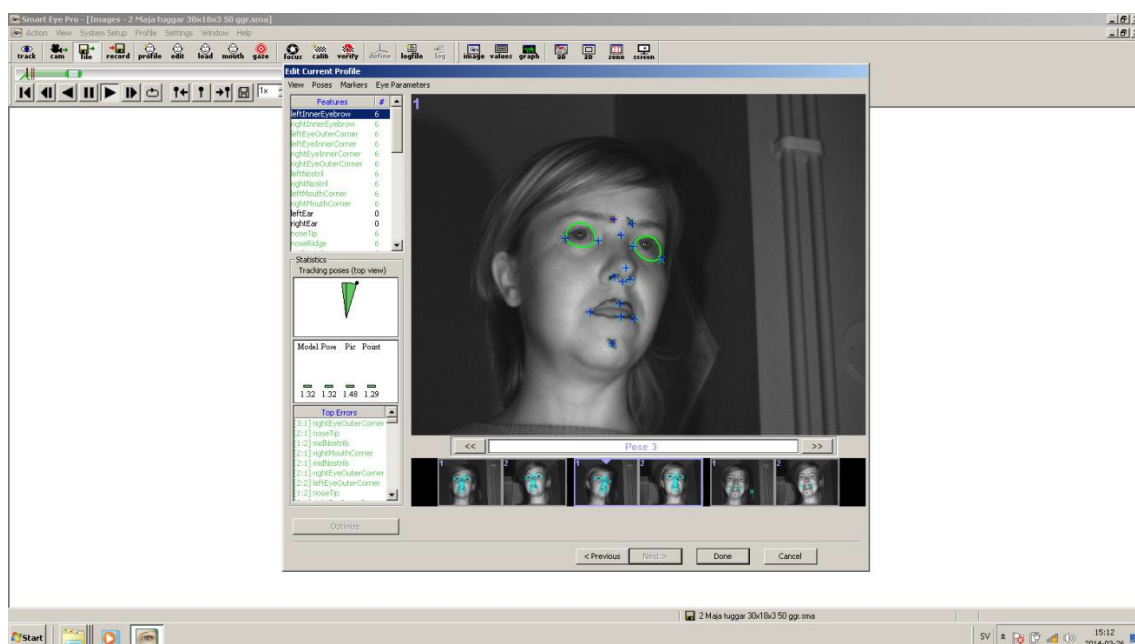 Smart Eye Pro - [Images - 2 Maja tuggar 30x18x3 50 ggr.sma]
Action View System Setup Profile Settings Window Help
track cam file record profile edit load mouth gaze focus calib verify define logfile log image values graph 3D 2D zone screen
1x
Edit Current Profile
View Poses Markers Eye Parameters
Features #
leftInnerEyebrow 6
rightInnerEyebrow 6
leftEyeOuterCorner 6
leftEyeInnerCorner 6
rightEyeInnerCorner 6
rightEyeOuterCorner 6
leftNostril 6
rightNostril 6
leftMouthCorner 6
rightMouthCorner 6
leftEar 0
rightEar 0
noseTip 6
noseRidge 6
1
Statistics
Tracking poses (top view)
Model Pose Pic Point
1.32 1.32 1.48 1.29
Top Errors
[3:1] rightEyeOuterCorner
[2:1] noseTip
[1:2] midNostrils
[2:1] rightMouthCorner
[2:1] midNostrils
[2:1] rightEyeOuterCorner
[2:2] leftEyeOuterCorner
[1:2] noseTip
<< Pose 3 >>
1 2 1 2 1 2
Optimize
< Previous Next > Done Cancel
2 Maja tuggar 30x18x3 50 ggr.sma
Start
SV
15:12